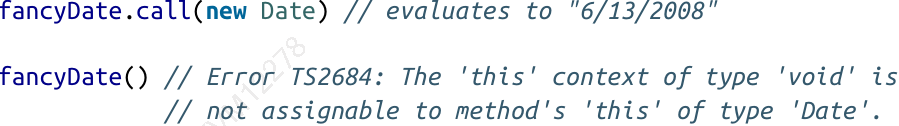 fancyDate.call(new Date) // evaluates to "6/13/2008"
fancyDate() // Error TS2684: The 'this' context of type 'void' is
// not assignable to method's 'this' of type 'Date'.